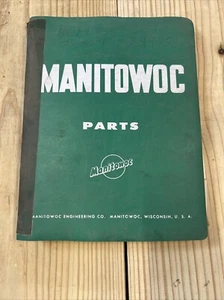 MANITOWOC
PARTS
Manitowoc
MANITOWOC ENGINEERING CO. MANITOWOC, WISCONSIN, U. S. A.